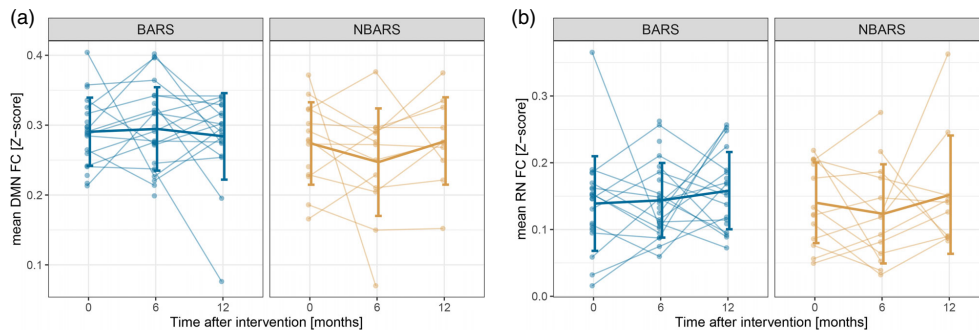 (a)
BARS
NBARS
mean DMN FC [Z-score]
0.4
0.3
0.2
0.1
0
6
12
0
6
12
Time after intervention [months]
(b)
BARS
NBARS
mean RN FC [Z-score]
0.3
0.2
0.1
0.0
0
6
12
0
6
12
Time after intervention [months]